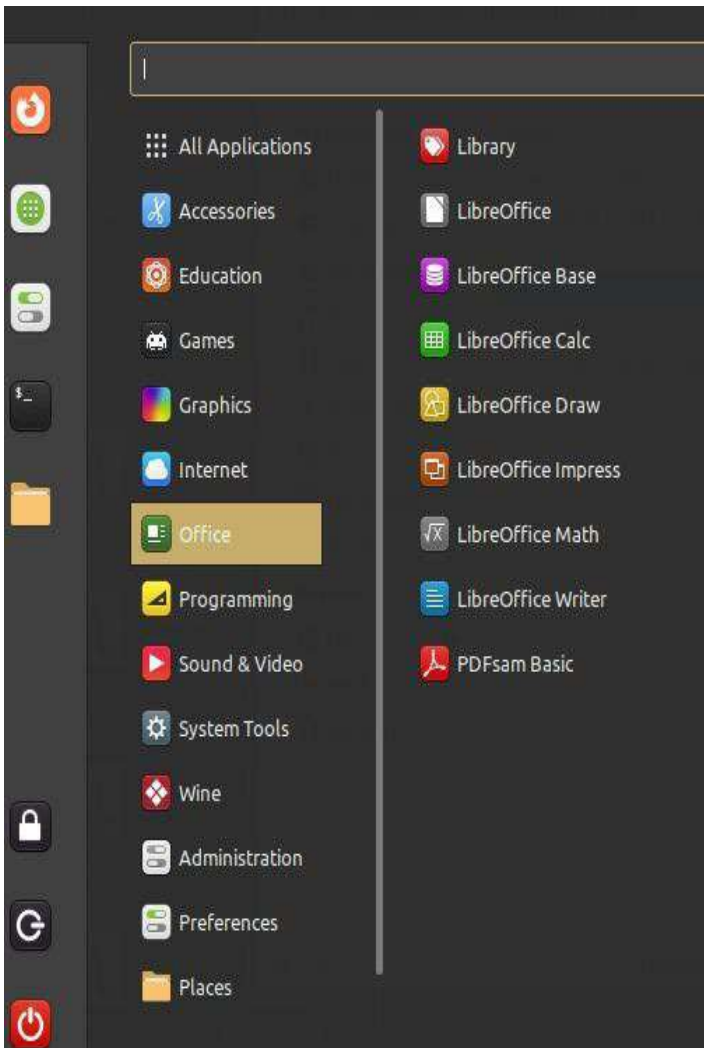 All Applications
Accessories
Education
Games
Graphics
Internet
Office
Programming
Sound & Video
System Tools
Wine
Administration
Preferences
Places
Library
LibreOffice
LibreOffice Base
LibreOffice Calc
LibreOffice Draw
LibreOffice Impress
LibreOffice Math
LibreOffice Writer
PDFsam Basic
$_